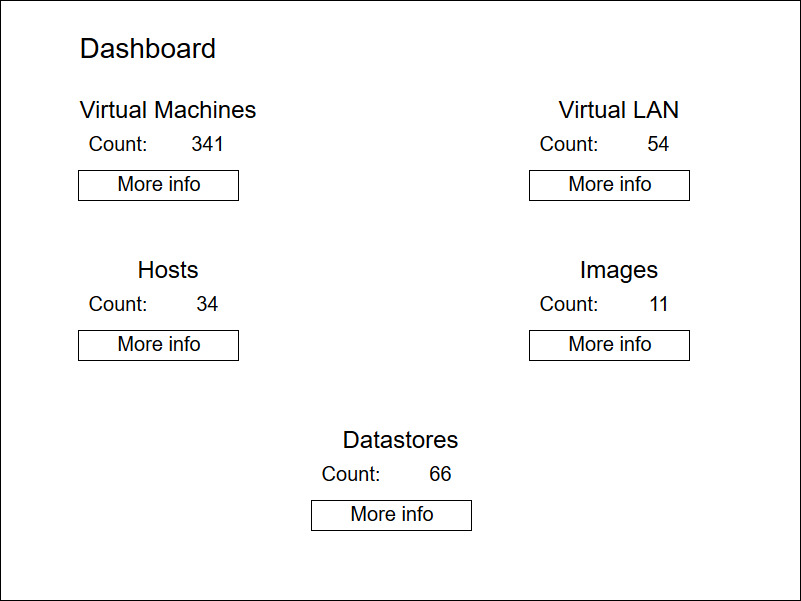 Dashboard
Virtual Machines
Count: 341
More info
Virtual LAN
Count: 54
More info
Hosts
Count: 34
More info
Images
Count: 11
More info
Datastores
Count: 66
More info